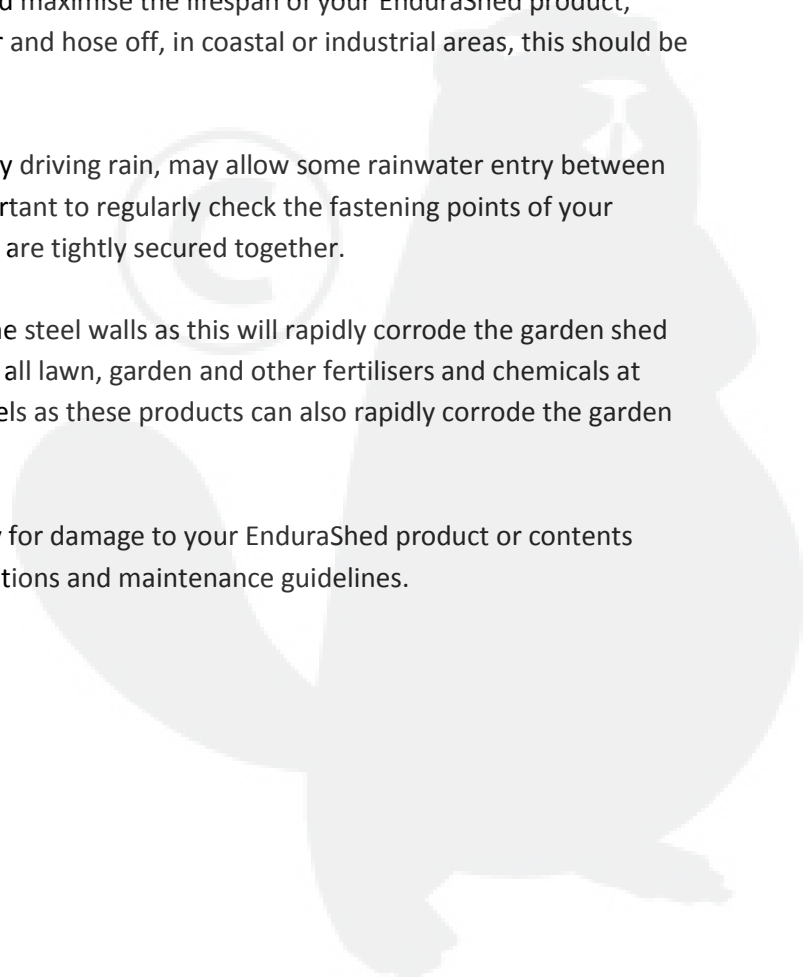 maximise the lifespan of your EnduraShed product,
and hose off, in coastal or industrial areas, this should be
©
driving rain, may allow some rainwater entry between
to regularly check the fastening points of your
are tightly secured together.
steel walls as this will rapidly corrode the garden shed
all lawn, garden and other fertilisers and chemicals at
as these products can also rapidly corrode the garden
for damage to your EnduraShed product or contents
and maintenance guidelines.